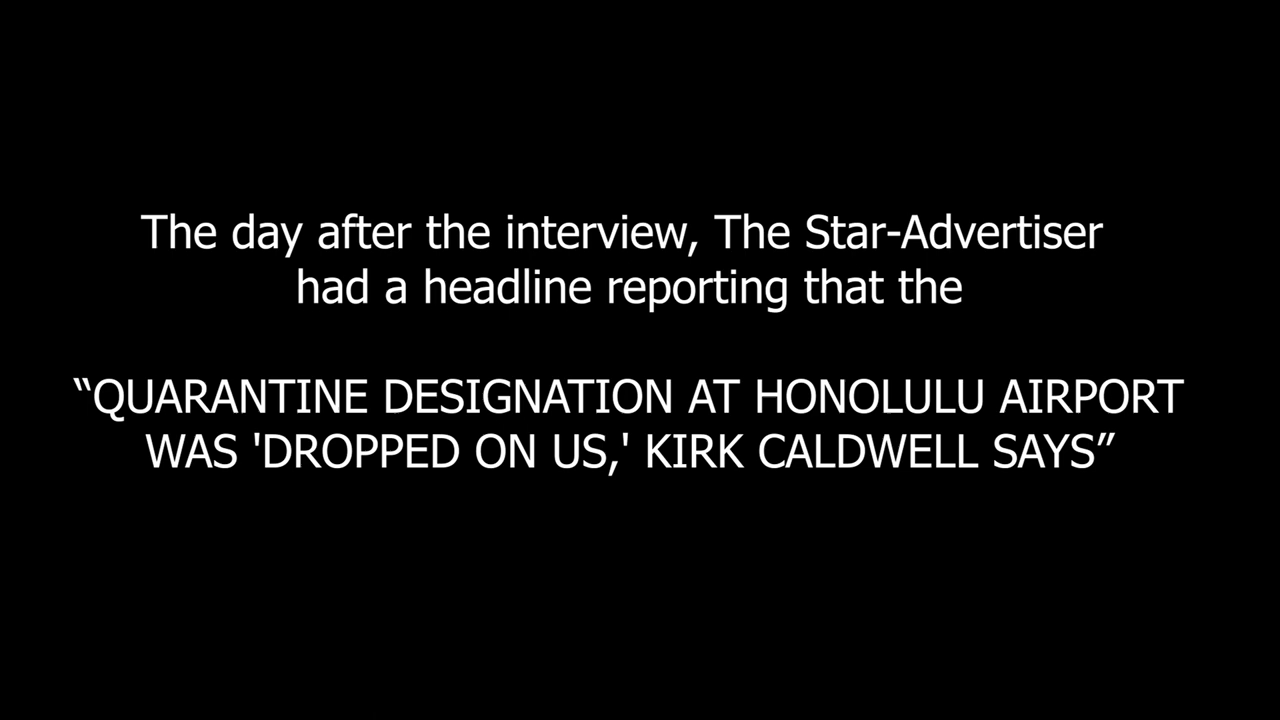 The day after the interview, The Star-Advertiser
had a headline reporting that the
“QUARANTINE DESIGNATION AT HONOLULU AIRPORT
WAS 'DROPPED ON US,' KIRK CALDWELL SAYS”